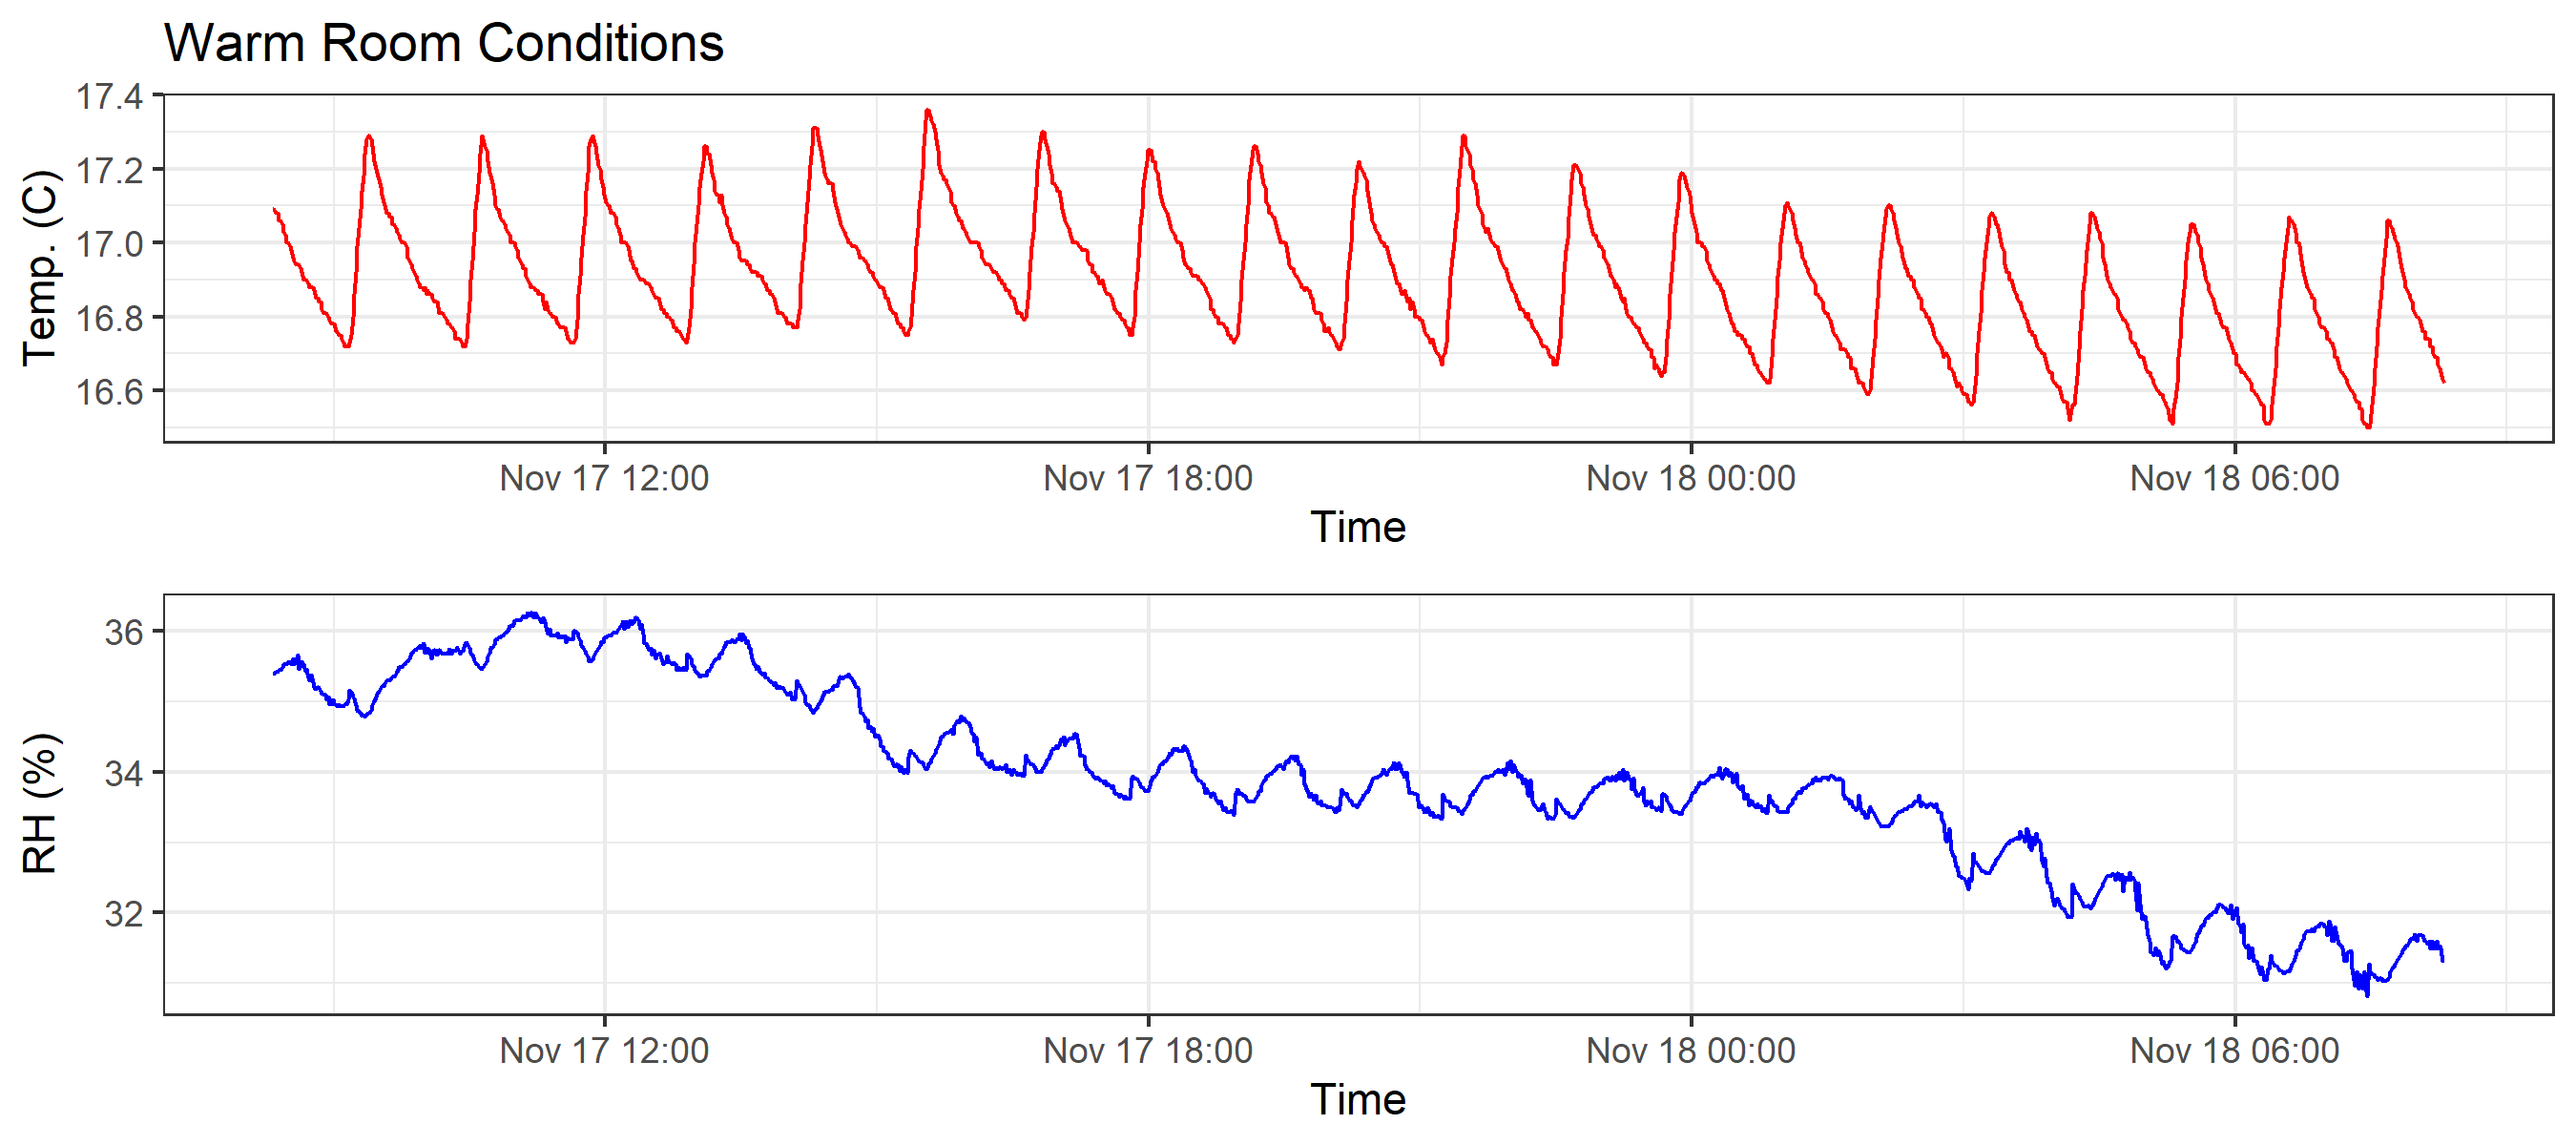 Warm Room Conditions
17.4
17.2
17.0
16.8
16.6
Temp. (C)
Nov 17 12:00 Nov 17 18:00 Nov 18 00:00 Nov 18 06:00
Time
36
34
32
RH (%)
Nov 17 12:00 Nov 17 18:00 Nov 18 00:00 Nov 18 06:00
Time